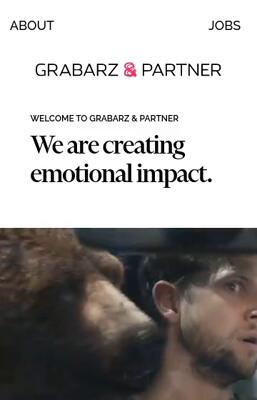 ABOUT JOBS
GRABARZ & PARTNER
WELCOME TO GRABARZ & PARTNER
We are creating
emotional impact.